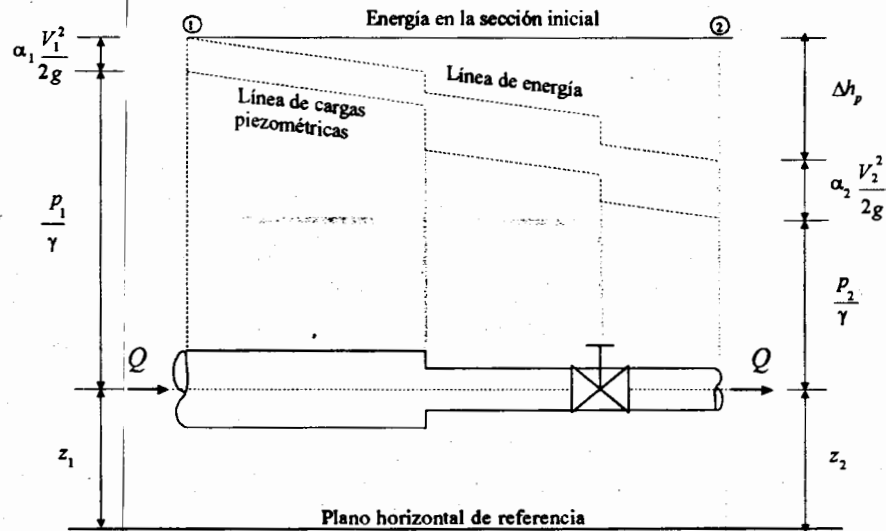 Energía en la sección inicial
①
②
α₁ V₁²/2g
Línea de energía
Línea de cargas
piezométricas
Δhₚ
α₂ V₂²/2g
p₁/γ
p₂/γ
Q
Q
z₁
z₂
Plano horizontal de referencia